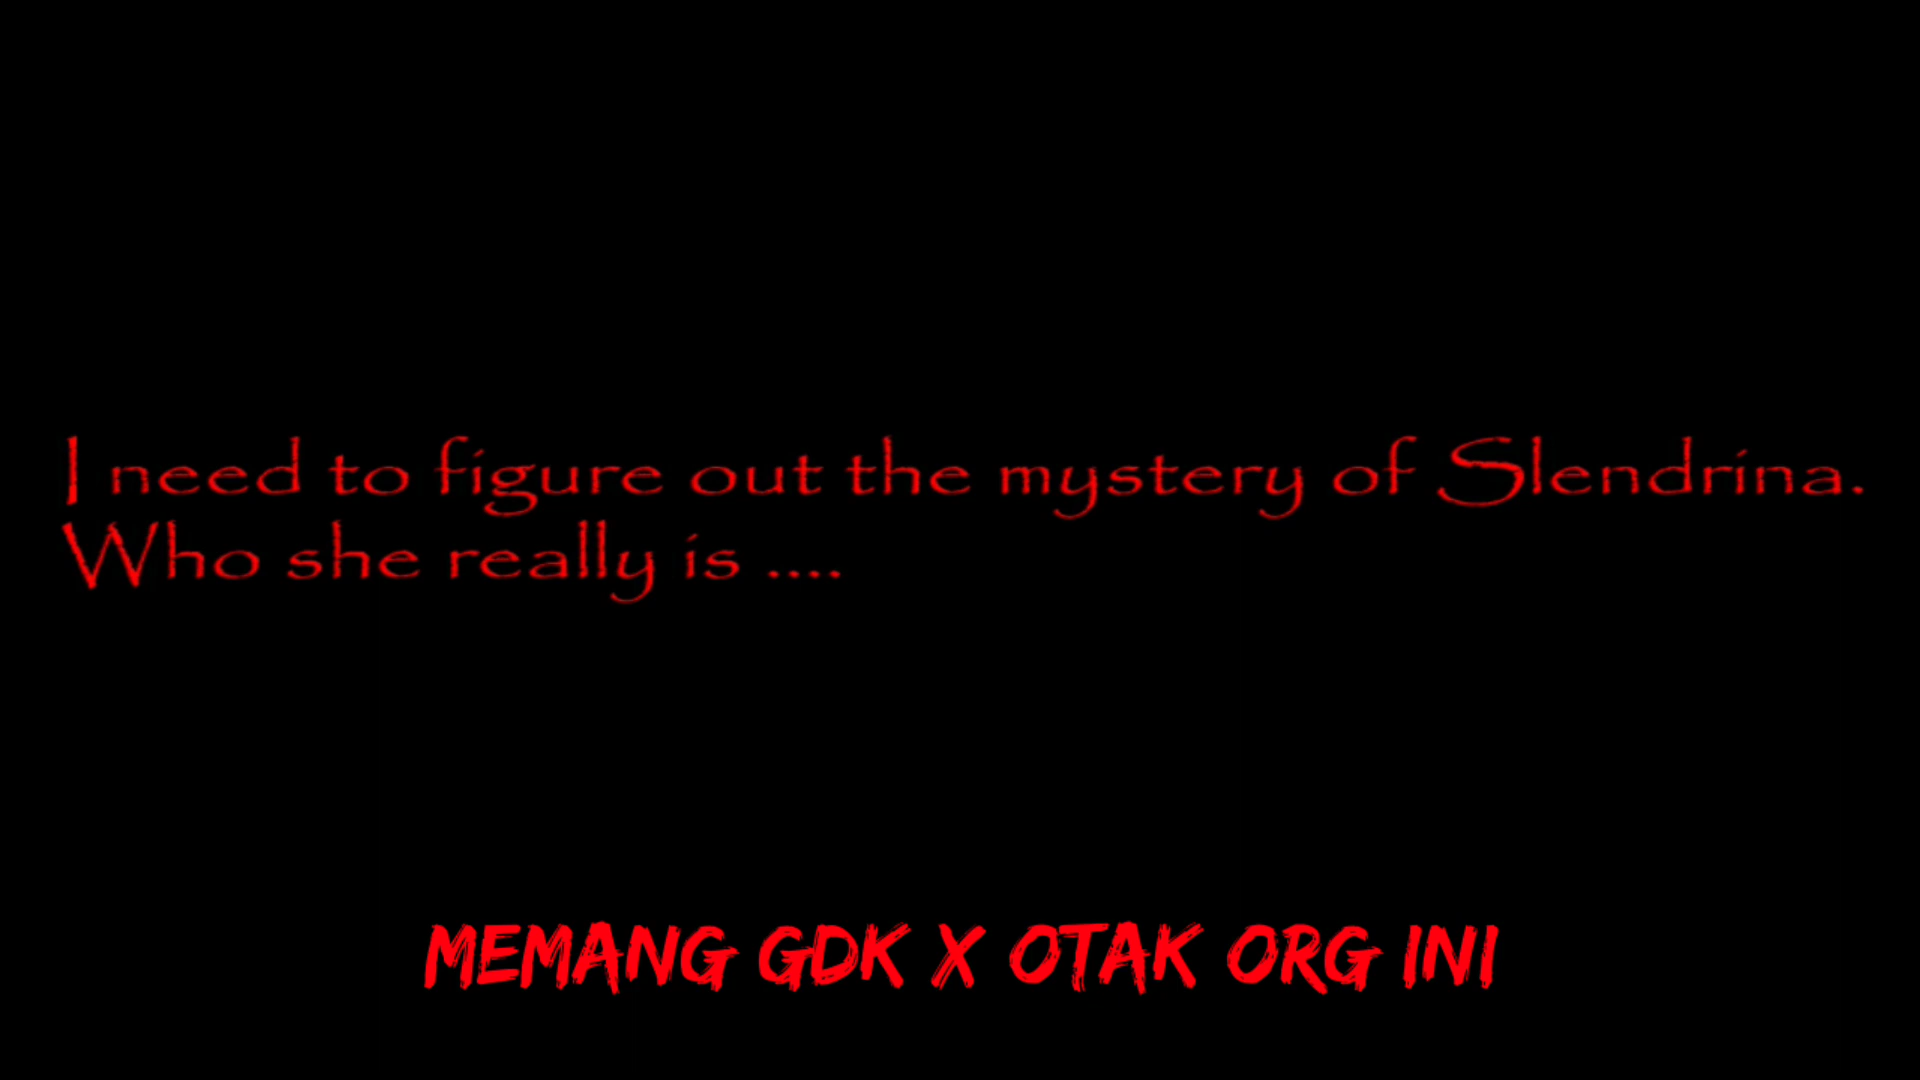 I need to figure out the mystery of Slendrina.
Who she really is ....
MEMANG GDK X OTAK ORG INI